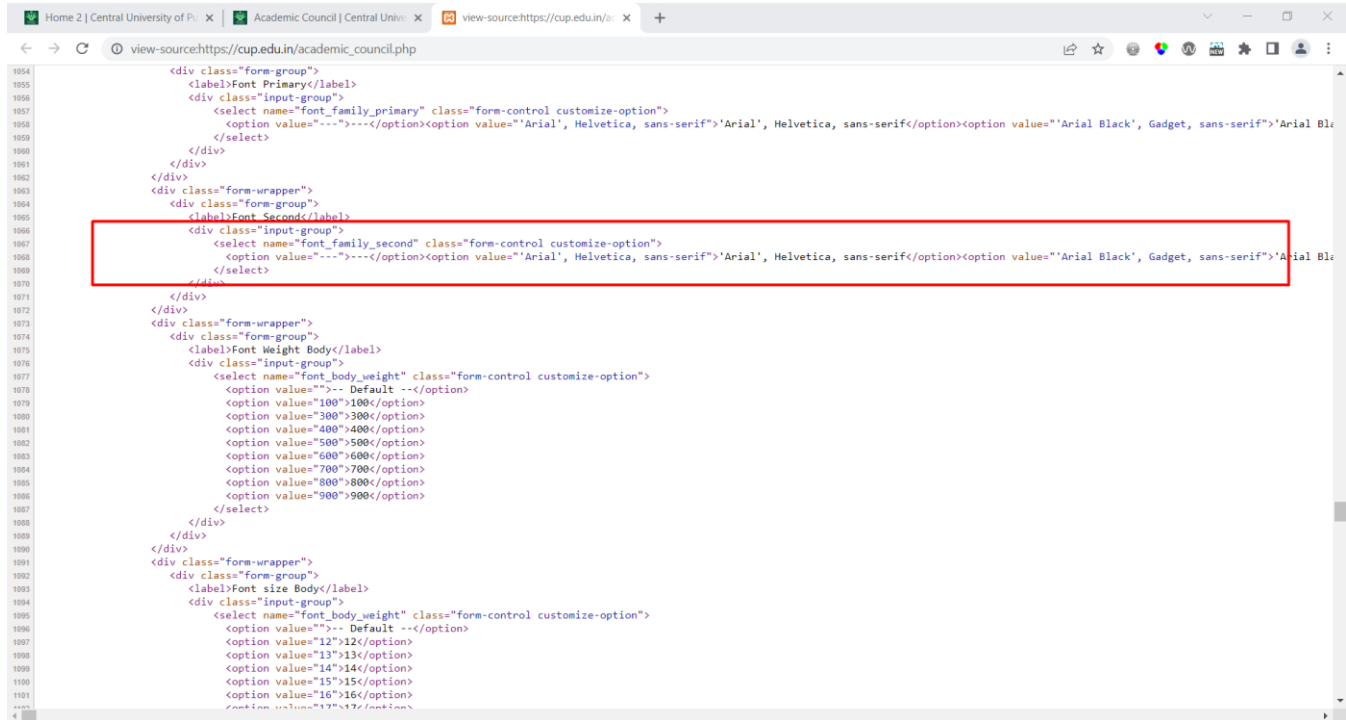 Home 2 | Central University of Pu
Academic Council | Central Unive
view-source:https://cup.edu.in/ac
view-source:https://cup.edu.in/academic_council.php
NEW
1054 <div class="form-group">
1055 <label>Font Primary</label>
1056 <div class="input-group">
1057 <select name="font_family_primary" class="form-control customize-option">
1058 <option value="---">---</option><option value="'Arial', Helvetica, sans-serif">'Arial', Helvetica, sans-serif</option><option value="'Arial Black', Gadget, sans-serif">'Arial Bla
1059 </select>
1060 </div>
1061 </div>
1062 </div>
1063 <div class="form-wrapper">
1064 <div class="form-group">
1065 <label>Font Second</label>
1066 <div class="input-group">
1067 <select name="font_family_second" class="form-control customize-option">
1068 <option value="---">---</option><option value="'Arial', Helvetica, sans-serif">'Arial', Helvetica, sans-serif</option><option value="'Arial Black', Gadget, sans-serif">'Arial Bla
1069 </select>
1070 </div>
1071 </div>
1072 </div>
1073 <div class="form-wrapper">
1074 <div class="form-group">
1075 <label>Font Weight Body</label>
1076 <div class="input-group">
1077 <select name="font_body_weight" class="form-control customize-option">
1078 <option value="">-- Default --</option>
1079 <option value="100">100</option>
1080 <option value="300">300</option>
1081 <option value="400">400</option>
1082 <option value="500">500</option>
1083 <option value="600">600</option>
1084 <option value="700">700</option>
1085 <option value="800">800</option>
1086 <option value="900">900</option>
1087 </select>
1088 </div>
1089 </div>
1090 </div>
1091 <div class="form-wrapper">
1092 <div class="form-group">
1093 <label>Font size Body</label>
1094 <div class="input-group">
1095 <select name="font_body_weight" class="form-control customize-option">
1096 <option value="">-- Default --</option>
1097 <option value="12">12</option>
1098 <option value="13">13</option>
1099 <option value="14">14</option>
1100 <option value="15">15</option>
1101 <option value="16">16</option>
1102 <option value="17">17</option>